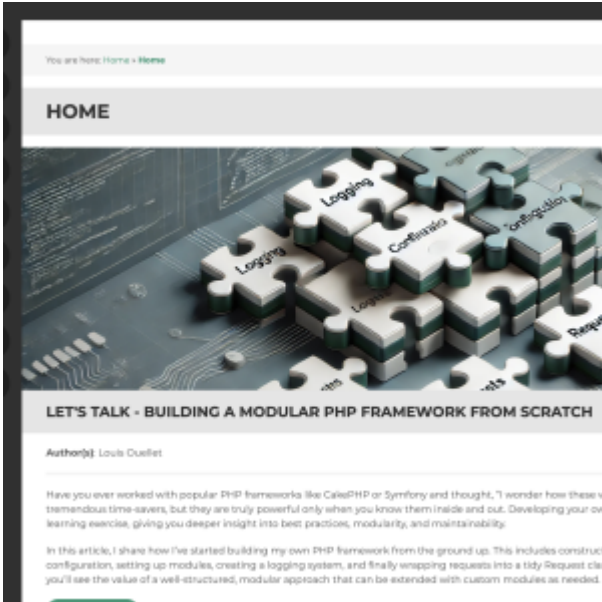 You are here: Home » Home
HOME
Logging
Logging
LET'S TALK - BUILDING A MODULAR PHP FRAMEWORK FROM SCRATCH
Author(s): Louis Ouellet
Have you ever worked with popular PHP frameworks like CakePHP or Symfony and thought, "I wonder how these
tremendous time-savers, but they are truly powerful only when you know them inside and out. Developing your
learning exercise, giving you deeper insight into best practices, modularity, and maintainability.
In this article, I share how I've started building my own PHP framework from the ground up. This includes
configuration, setting up modules, creating a logging system, and finally wrapping requests into a tidy Request
you'll see the value of a well-structured, modular approach that can be extended with custom modules as needed.